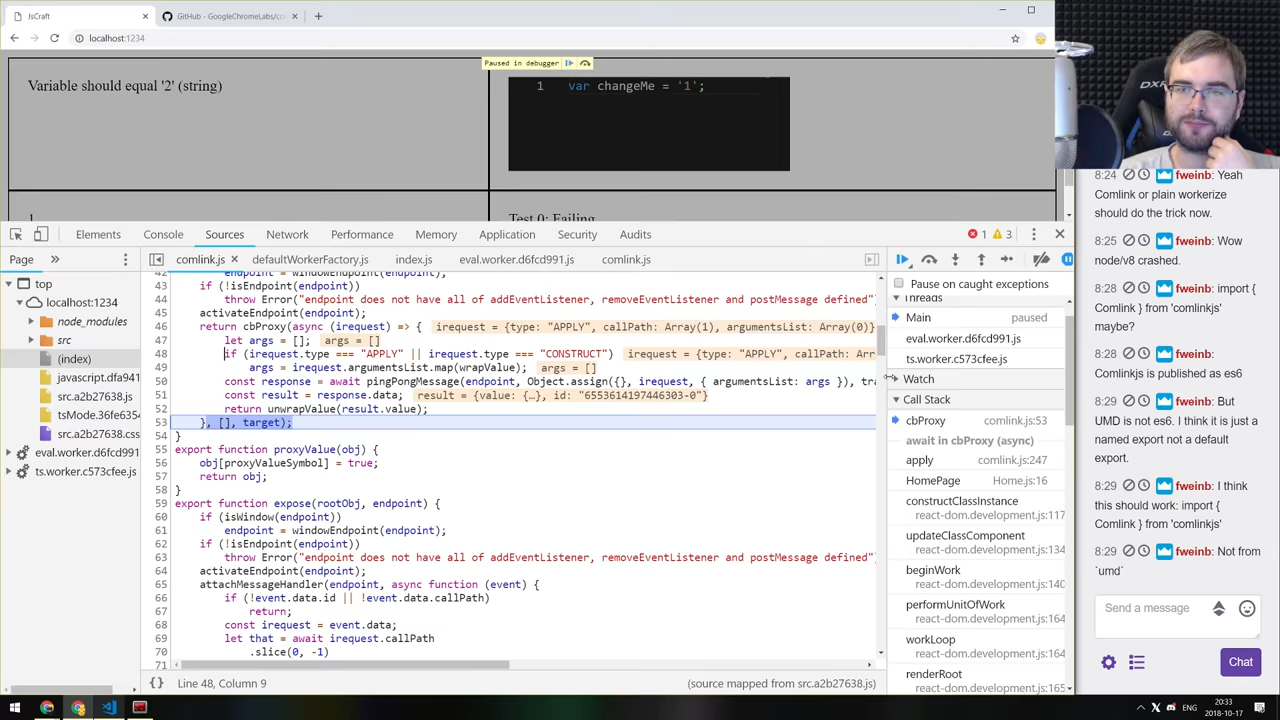 JsCraft
GitHub - GoogleChromeLabs/co
localhost:1234
Paused in debugger
Variable should equal '2' (string)
1 var changeMe = '1';
1
Test 0: Failing
Elements Console Sources Network Performance Memory Application Security Audits
1 3
Page
comlink.js defaultWorkerFactory.js index.js eval.worker.d6fcd991.js comlink.js
top
localhost:1234
node_modules
src
(index)
javascript.dfa941
src.a2b27638.js
tsMode.36fe6354
src.a2b27638.css
eval.worker.d6fcd991
ts.worker.c573cfee.js
42 endpoint = windowEndpoint(endpoint);
43 if (!isEndpoint(endpoint))
44 throw Error("endpoint does not have all of addEventListener, removeEventListener and postMessage defined"
45 activateEndpoint(endpoint);
46 return cbProxy(async (irequest) => { irequest = {type: "APPLY", callPath: Array(1), argumentsList: Array(0)}
47 let args = []; args = []
48 if (irequest.type === "APPLY" || irequest.type === "CONSTRUCT") irequest = {type: "APPLY", callPath: Arr
49 args = irequest.argumentsList.map(wrapValue); args = []
50 const response = await pingPongMessage(endpoint, Object.assign({}, irequest, { argumentsList: args }), tra
51 const result = response.data; result = {value: {…}, id: "6553614197446303-0"}
52 return unwrapValue(result.value);
53 }, [], target);
54 }
55 export function proxyValue(obj) {
56 obj[proxyValueSymbol] = true;
57 return obj;
58 }
59 export function expose(rootObj, endpoint) {
60 if (isWindow(endpoint))
61 endpoint = windowEndpoint(endpoint);
62 if (!isEndpoint(endpoint))
63 throw Error("endpoint does not have all of addEventListener, removeEventListener and postMessage defined"
64 activateEndpoint(endpoint);
65 attachMessageHandler(endpoint, async function (event) {
66 if (!event.data.id || !event.data.callPath)
67 return;
68 const irequest = event.data;
69 let that = await irequest.callPath
70 .slice(0, -1)
71
Line 48, Column 9
(source mapped from src.a2b27638.js)
Pause on caught exceptions
Threads
Main paused
eval.worker.d6fcd991.js
ts.worker.c573cfee.js
Watch
Call Stack
cbProxy comlink.js:53
await in cbProxy (async)
apply comlink.js:247
HomePage Home.js:16
constructClassInstance
react-dom.development.js:117
updateClassComponent
react-dom.development.js:145
beginWork
react-dom.development.js:149
performUnitOfWork
react-dom.development.js:164
workLoop
react-dom.development.js:164
renderRoot
react-dom.development.js:165
8:24 fweinb: Yeah
Comlink or plain workerize
should do the trick now.
8:25 fweinb: Wow
node/v8 crashed.
8:28 fweinb: import {
Comlink } from 'comlinkjs'
maybe?
8:28 fweinb:
Comlinkjs is published as es6
8:29 fweinb: But
UMD is not es6. I think it is just a
named export not a default
export.
8:29 fweinb: I think
this should work: import {
Comlink } from 'comlinkjs'
8:29 fweinb: Not from
`umd`
Send a message
Chat
ENG
20:33
2018-10-17